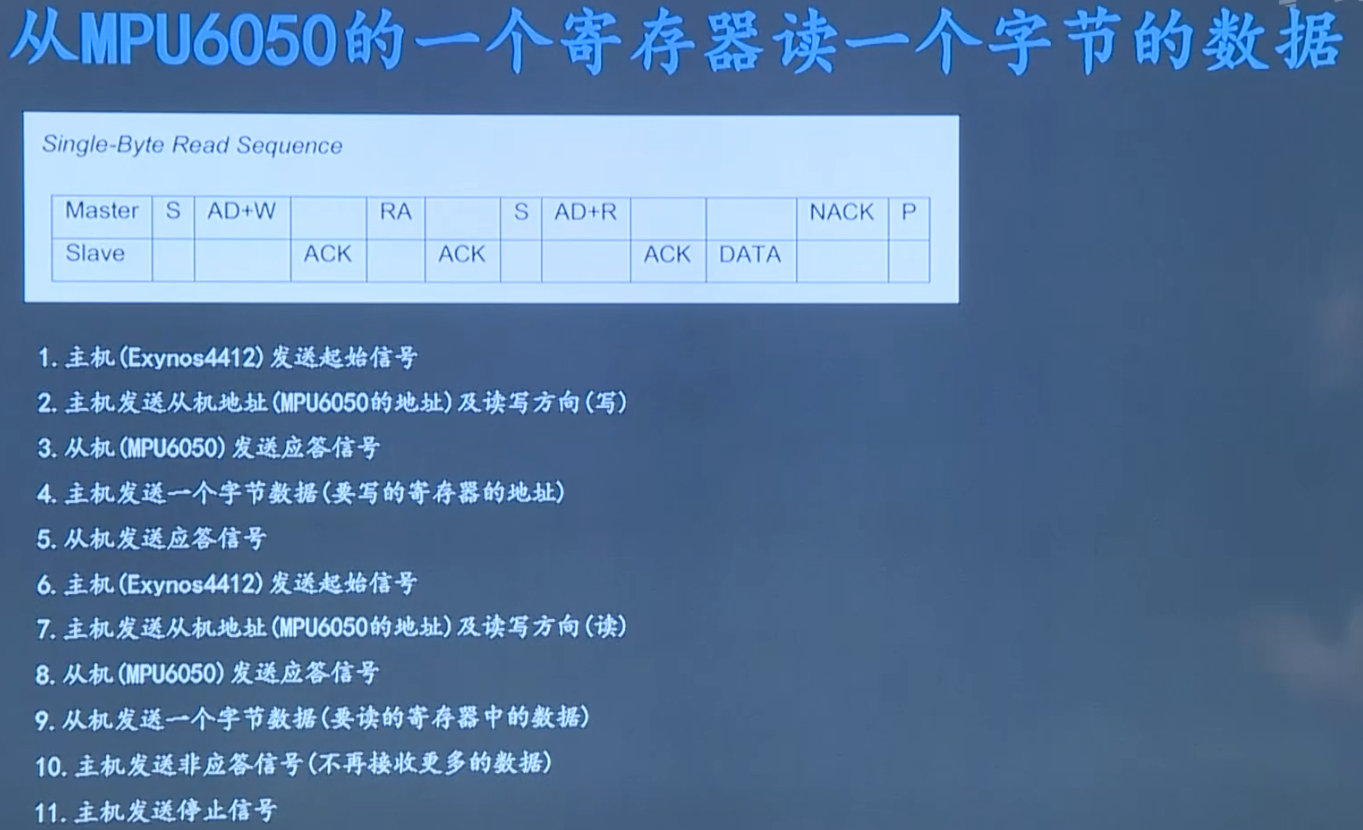 从MPU6050的一个寄存器读一个字节的数据
Single-Byte Read Sequence
Master S AD+W RA S AD+R NACK P
Slave ACK ACK ACK DATA
1. 主机(Exynos4412)发送起始信号
2. 主机发送从机地址(MPU6050的地址)及读写方向(写)
3. 从机(MPU6050)发送应答信号
4. 主机发送一个字节数据(要写的寄存器的地址)
5. 从机发送应答信号
6. 主机(Exynos4412)发送起始信号
7. 主机发送从机地址(MPU6050的地址)及读写方向(读)
8. 从机(MPU6050)发送应答信号
9. 从机发送一个字节数据(要读的寄存器中的数据)
10. 主机发送非应答信号(不再接收更多的数据)
11. 主机发送停止信号